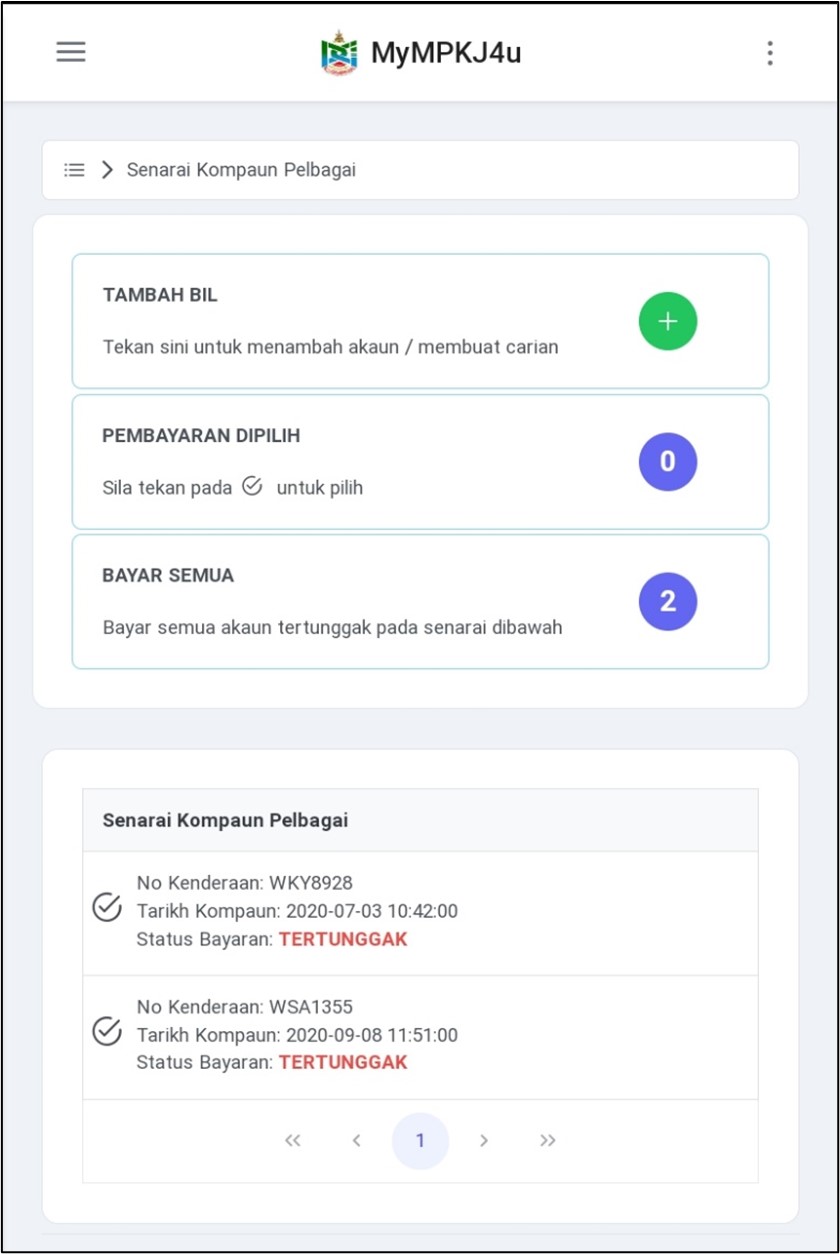 MyMPKJ4u
Senarai Kompaun Pelbagai
TAMBAH BIL
Tekan sini untuk menambah akaun / membuat carian
PEMBAYARAN DIPILIH
0
Sila tekan pada untuk pilih
BAYAR SEMUA
2
Bayar semua akaun tertunggak pada senarai dibawah
Senarai Kompaun Pelbagai
No Kenderaan: WKY8928
Tarikh Kompaun: 2020-07-03 10:42:00
Status Bayaran: TERTUNGGAK
No Kenderaan: WSA1355
Tarikh Kompaun: 2020-09-08 11:51:00
Status Bayaran: TERTUNGGAK
1